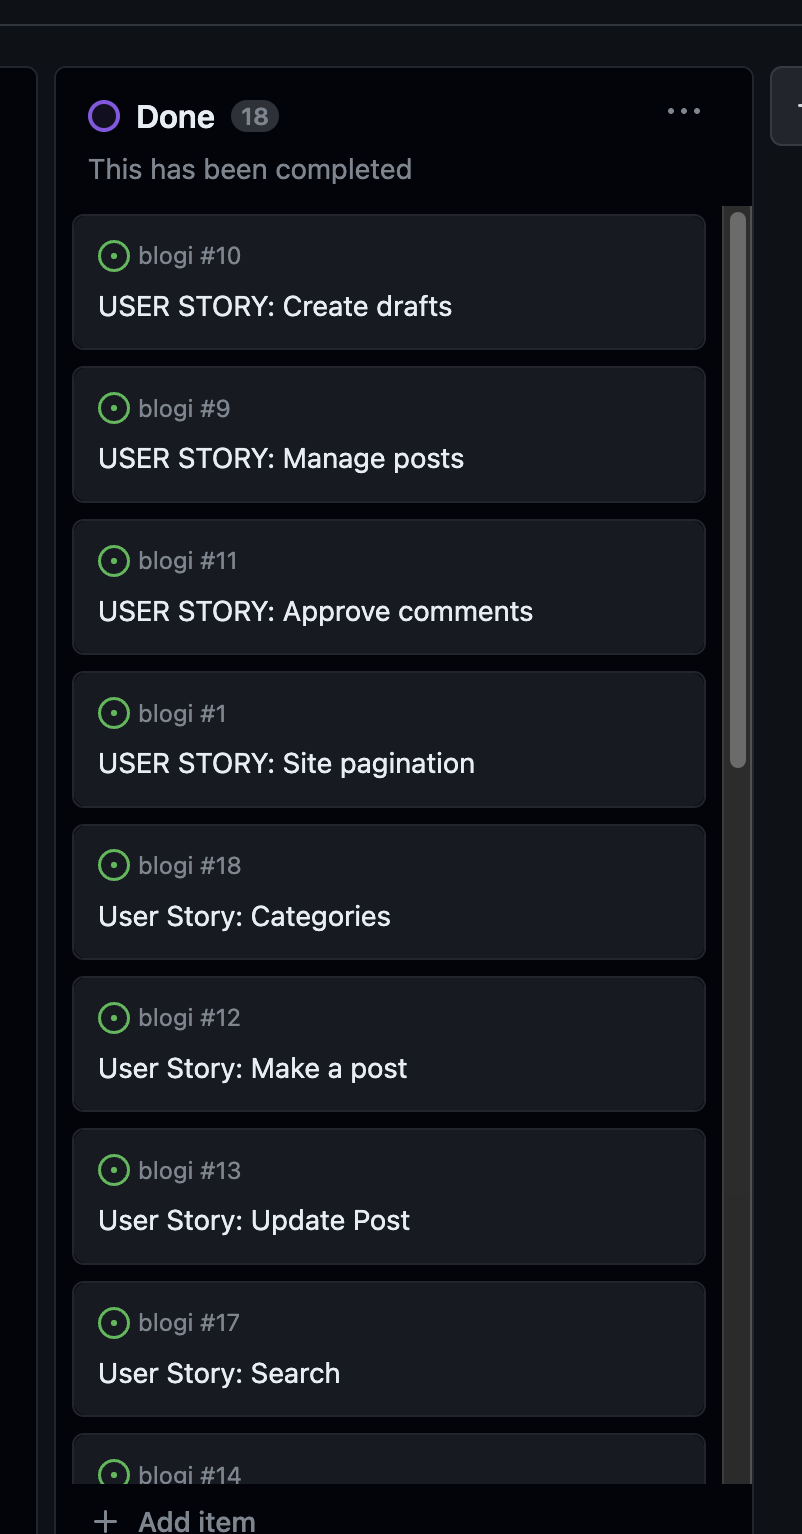 Done 18
This has been completed
blogi #10
USER STORY: Create drafts
blogi #9
USER STORY: Manage posts
blogi #11
USER STORY: Approve comments
blogi #1
USER STORY: Site pagination
blogi #18
User Story: Categories
blogi #12
User Story: Make a post
blogi #13
User Story: Update Post
blogi #17
User Story: Search
blogi #14
Add item